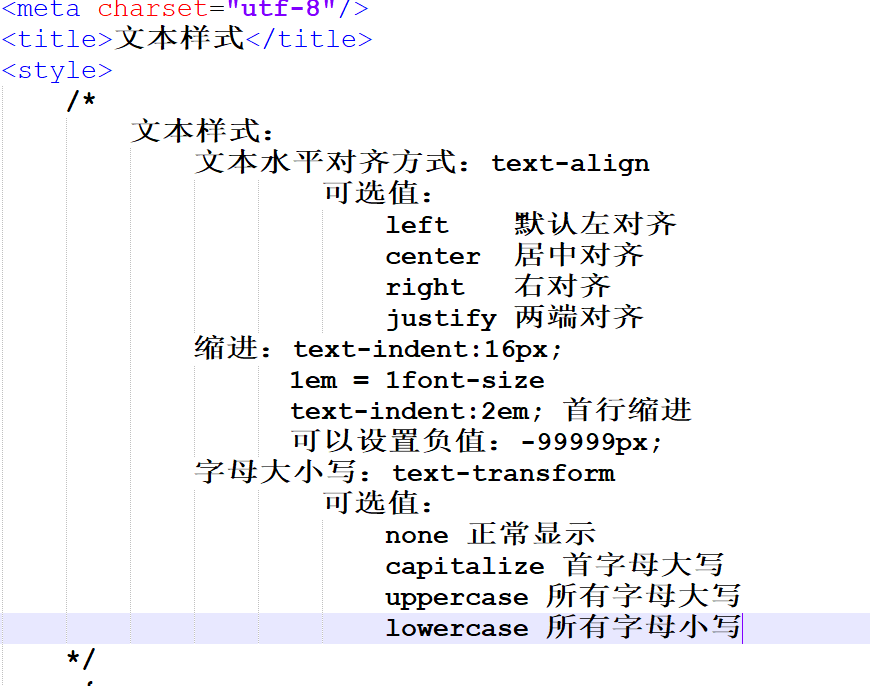 <meta charset="utf-8"/>
<title>文本样式</title>
<style>
/*
文本样式：
文本水平对齐方式：text-align
可选值：
left 默认左对齐
center 居中对齐
right 右对齐
justify 两端对齐
缩进：text-indent:16px;
1em = 1font-size
text-indent:2em; 首行缩进
可以设置负值：-99999px;
字母大小写：text-transform
可选值：
none 正常显示
capitalize 首字母大写
uppercase 所有字母大写
lowercase 所有字母小写
*/